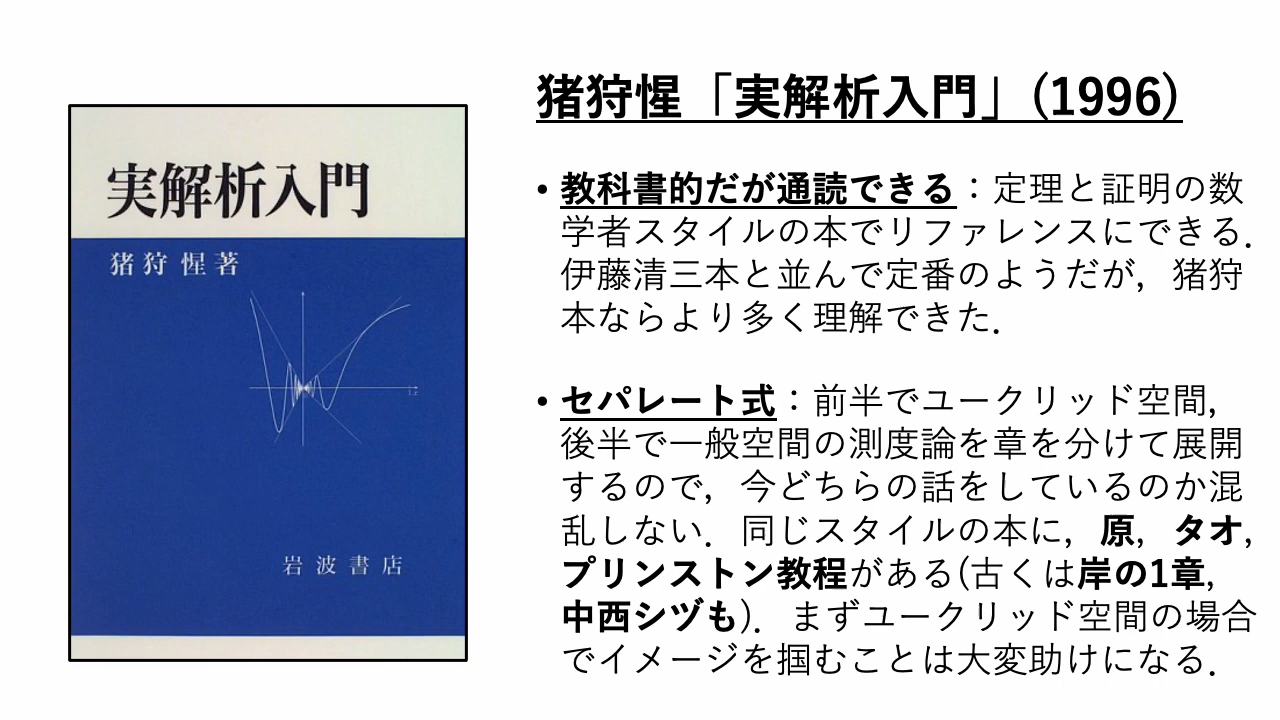 実解析入門
猪狩 惺 著
岩波書店
猪狩惺「実解析入門」(1996)
• 教科書的だが通読できる：定理と証明の数
学者スタイルの本でリファレンスにできる．
伊藤清三本と並んで定番のようだが，猪狩
本ならより多く理解できた．
• セパレート式：前半でユークリッド空間，
後半で一般空間の測度論を章を分けて展開
するので，今どちらの話をしているのか混
乱しない．同じスタイルの本に，原，タオ，
プリンストン教程がある(古くは岸の1章，
中西シヅも)．まずユークリッド空間の場合
でイメージを掴むことは大変助けになる．